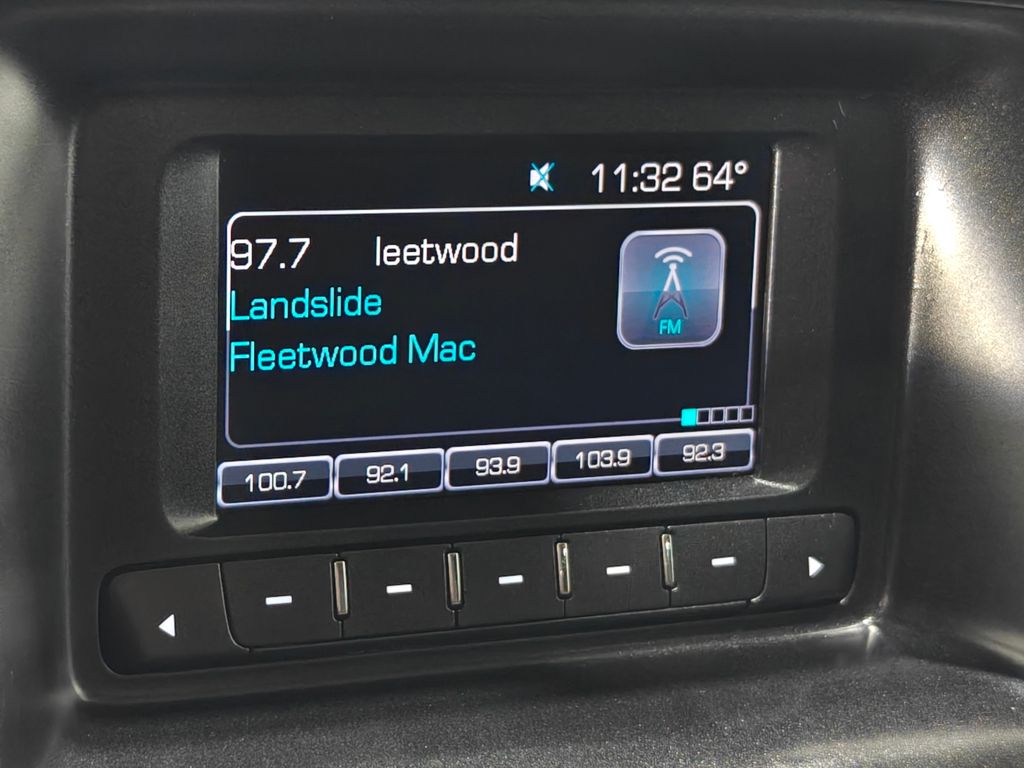 11:32 64°
97.7 leetwood
Landslide
Fleetwood Mac
FM
100.7 92.1 93.9 103.9 92.3